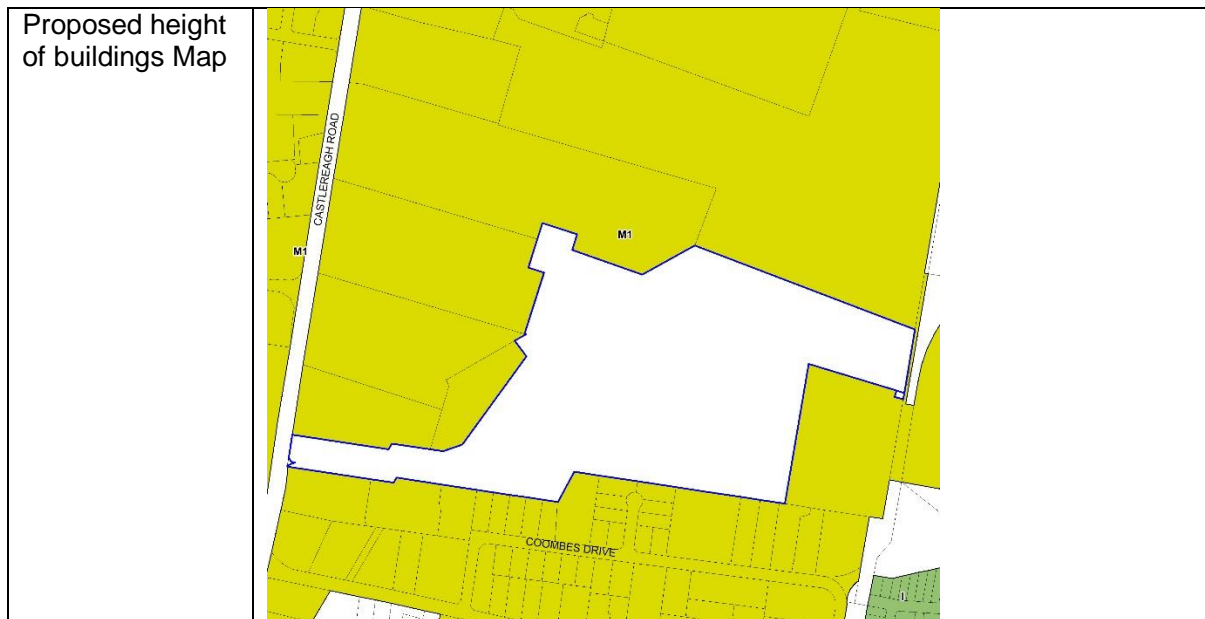 Proposed height
of buildings Map
CASTLEREAGH ROAD
M1
M1
COOMBES DRIVE
I